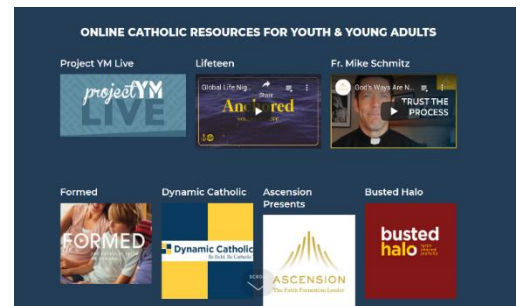 ONLINE CATHOLIC RESOURCES FOR YOUTH & YOUNG ADULTS
Project YM Live
Lifeteen
Fr. Mike Schmitz
projectYM
LIVE
Global Life Nig...
Share
Anchored
God's Ways Are N...
TRUST THE
PROCESS
Formed
Dynamic Catholic
Ascension
Presents
Busted Halo
FORMED
Dynamic Catholic
Be Bold. Be Catholic.
SCROLL
ASCENSION
The Faith Formation Leader
busted
halo